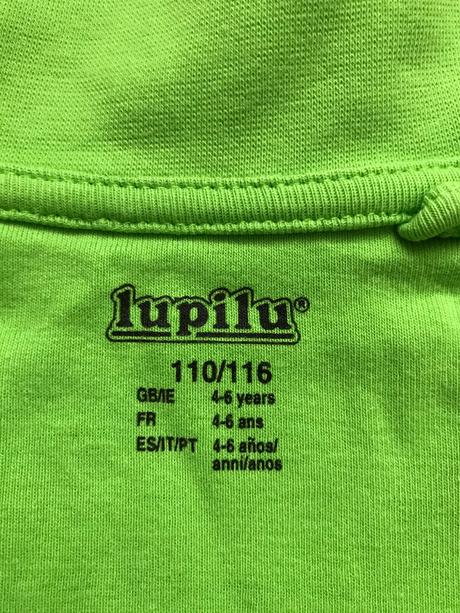 lupilu®
110/116
GB/IE 4-6 years
FR 4-6 ans
ES/IT/PT 4-6 años/
anni/anos